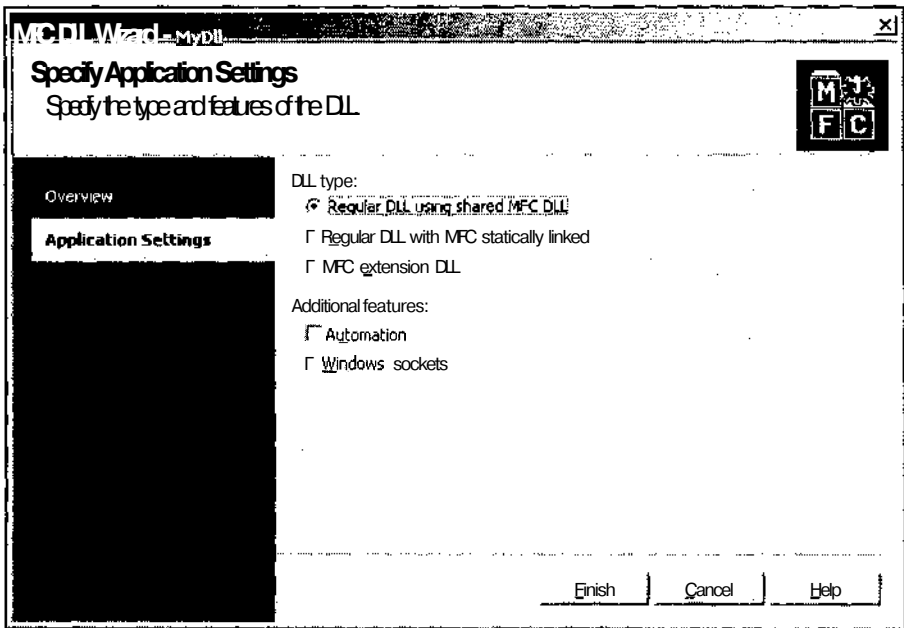 MFC DLL Wizard - MyDll
Specify Application Settings
Specify the type and features of the DLL.
M
F C
Overview
Application Settings
DLL type:
Regular DLL using shared MFC DLL
Regular DLL with MFC statically linked
MFC extension DLL
Additional features:
Automation
Windows sockets
Finish Cancel Help